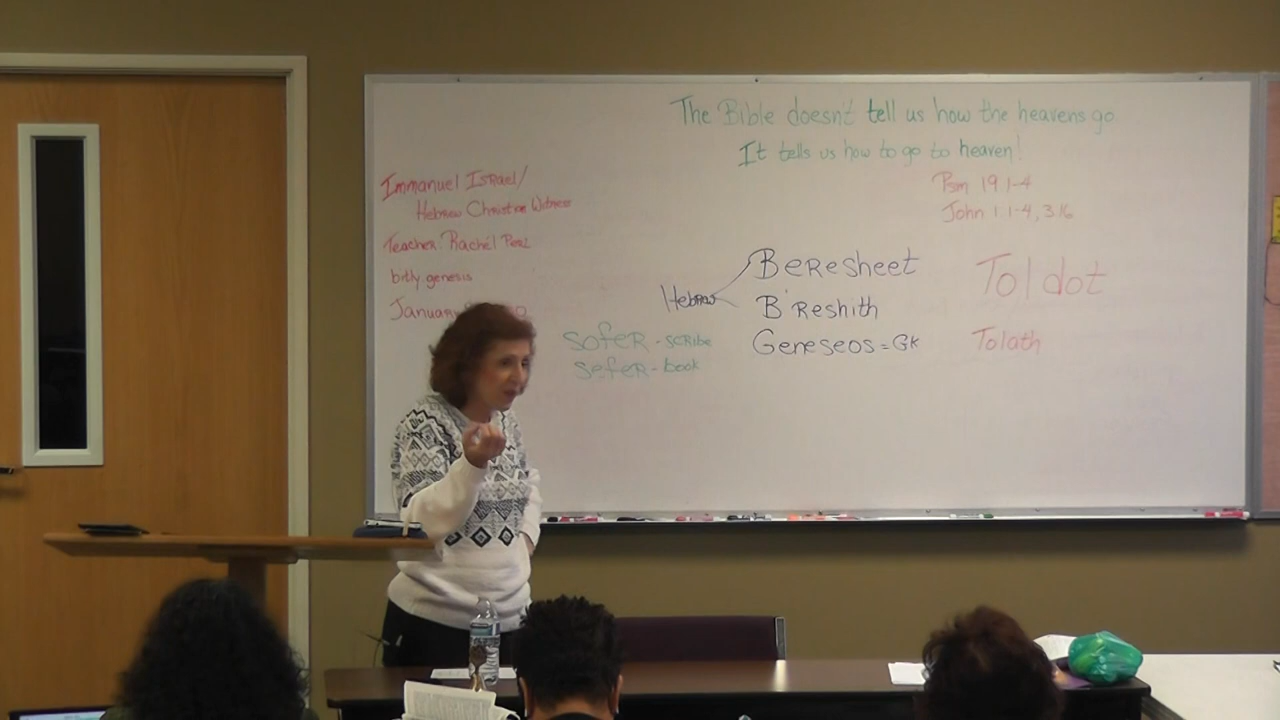 The Bible doesn't tell us how the heavens go
It tells us how to go to heaven!
Psm 19 1-4
John 1 1-4, 3 16
Immanuel Israel/
Hebrew Christian Witness
Teacher: Rachel
bitly genesis
January
Hebrew
Beresheet
B'Reshith
Geneseos = GK
Sofer - scribe
Sefer - book
Toldot
Tolath